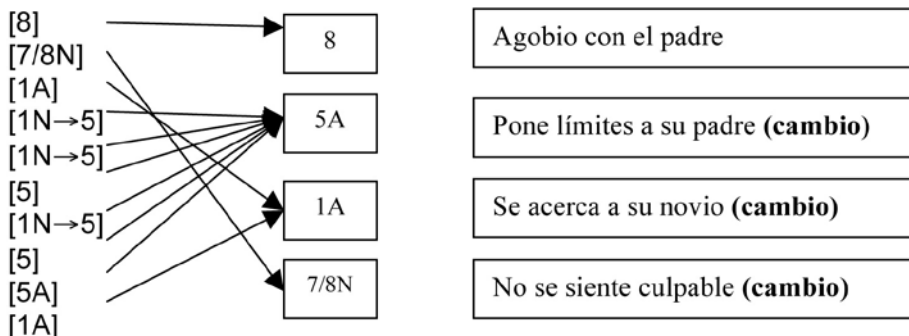 [8]
[7/8N]
[1A]
[1N→5]
[1N→5]
[5]
[1N→5]
[5]
[5A]
[1A]
8
5A
1A
7/8N
Agobio con el padre
Pone límites a su padre (cambio)
Se acerca a su novio (cambio)
No se siente culpable (cambio)